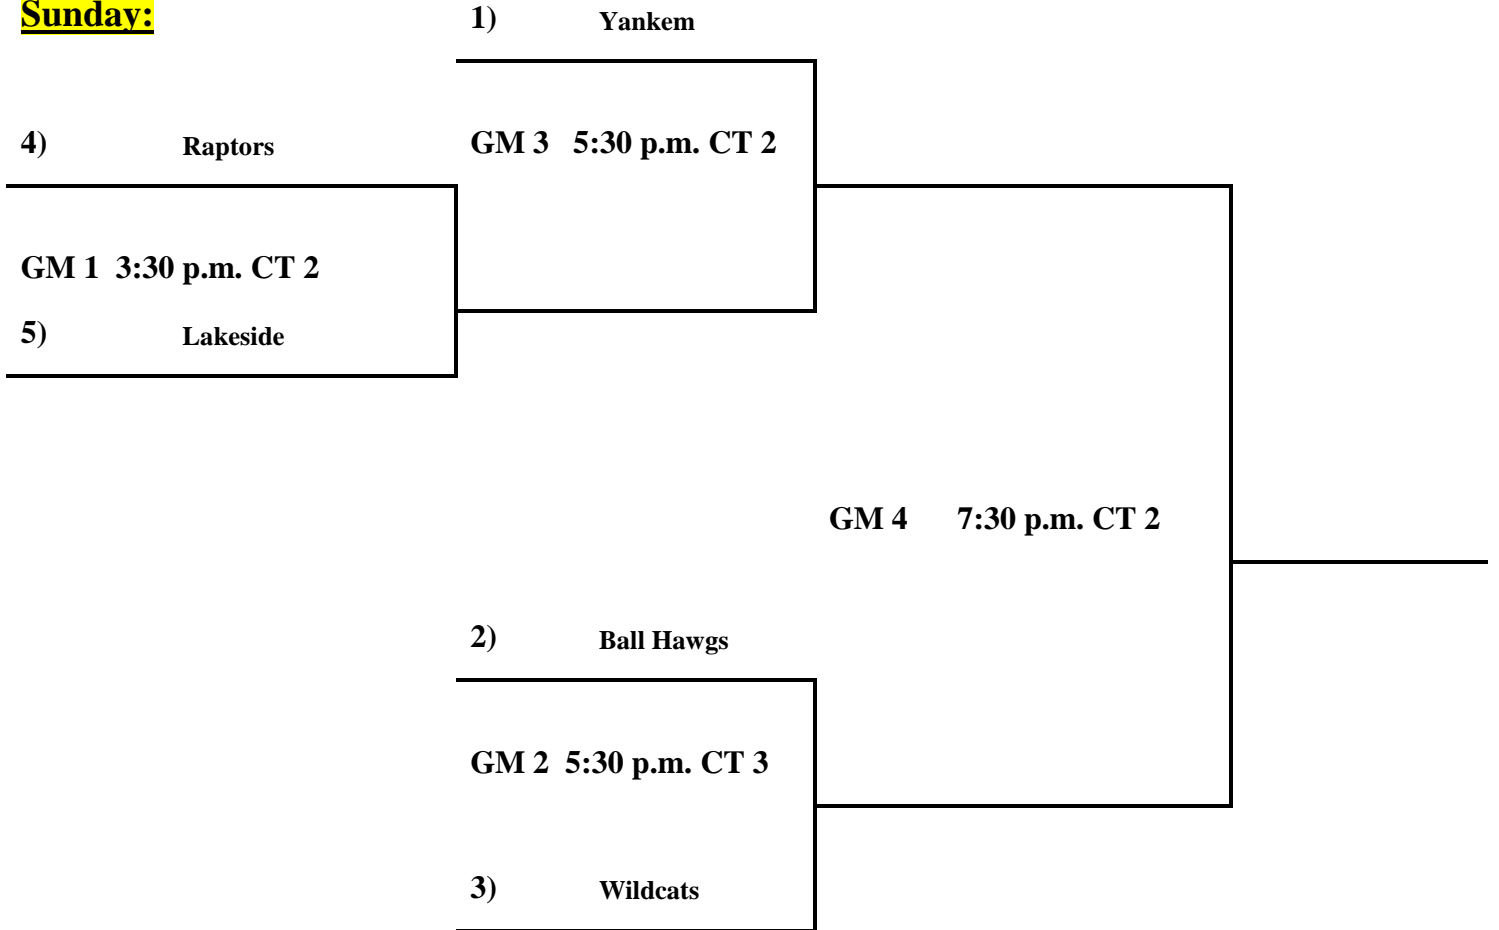 Sunday:
1) Yankem
4) Raptors
GM 3 5:30 p.m. CT 2
GM 1 3:30 p.m. CT 2
5) Lakeside
GM 4 7:30 p.m. CT 2
2) Ball Hawgs
GM 2 5:30 p.m. CT 3
3) Wildcats